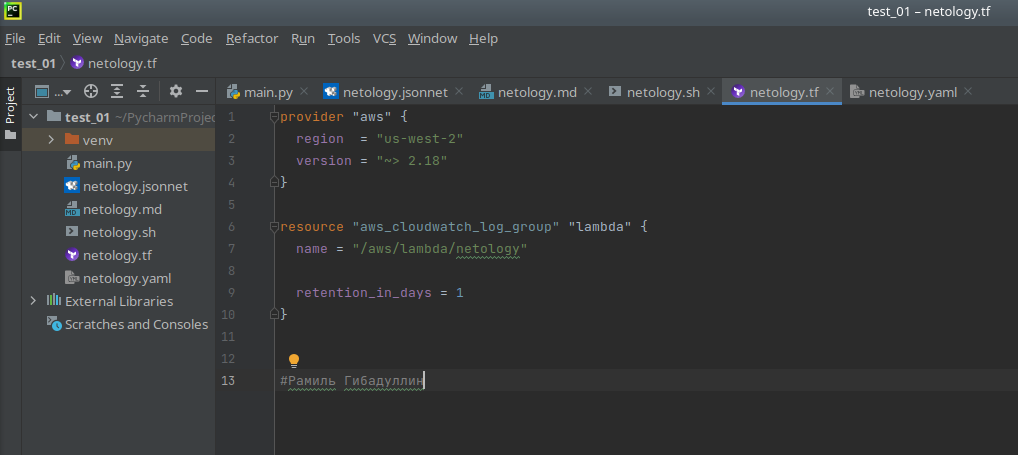 PC
test_01 – netology.tf
File Edit View Navigate Code Refactor Run Tools VCS Window Help
test_01 netology.tf
Project
...
main.py netology.jsonnet netology.md netology.sh netology.tf netology.yaml
test_01 ~/PycharmProjec
venv
main.py
netology.jsonnet
netology.md
netology.sh
netology.tf
netology.yaml
External Libraries
Scratches and Consoles
1 provider "aws" {
2 region  = "us-west-2"
3 version = "~> 2.18"
4 }
5
6 resource "aws_cloudwatch_log_group" "lambda" {
7 name = "/aws/lambda/netology"
8
9 retention_in_days = 1
10 }
11
12
13 #Рамиль Гибадуллин